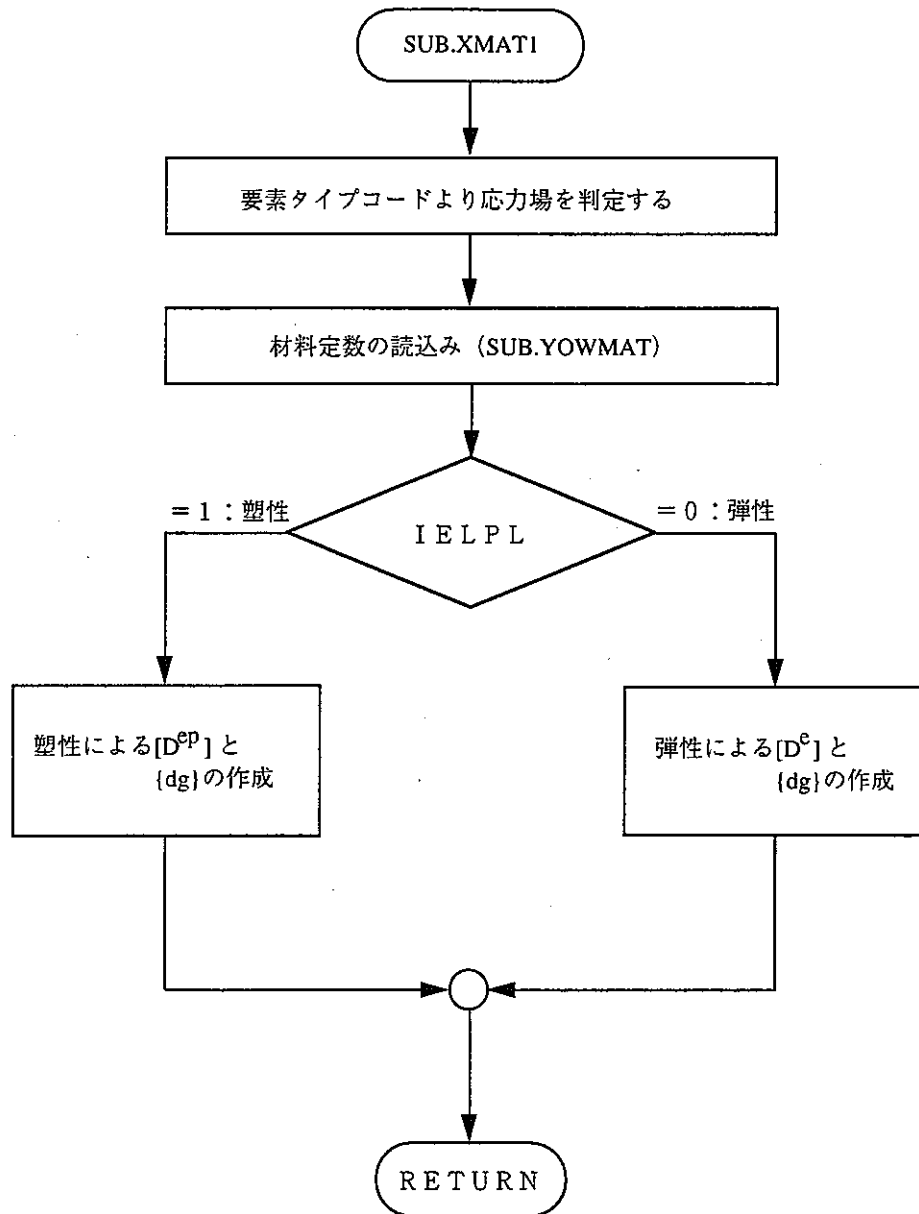 SUB.XMAT1
要素タイプコードより応力場を判定する
材料定数の読込み（SUB.YOWMAT）
＝1：塑性
＝0：弾性
ＩＥＬＰＬ
塑性による[D^ep]と
{dg}の作成
弾性による[D^e]と
{dg}の作成
ＲＥＴＵＲＮ